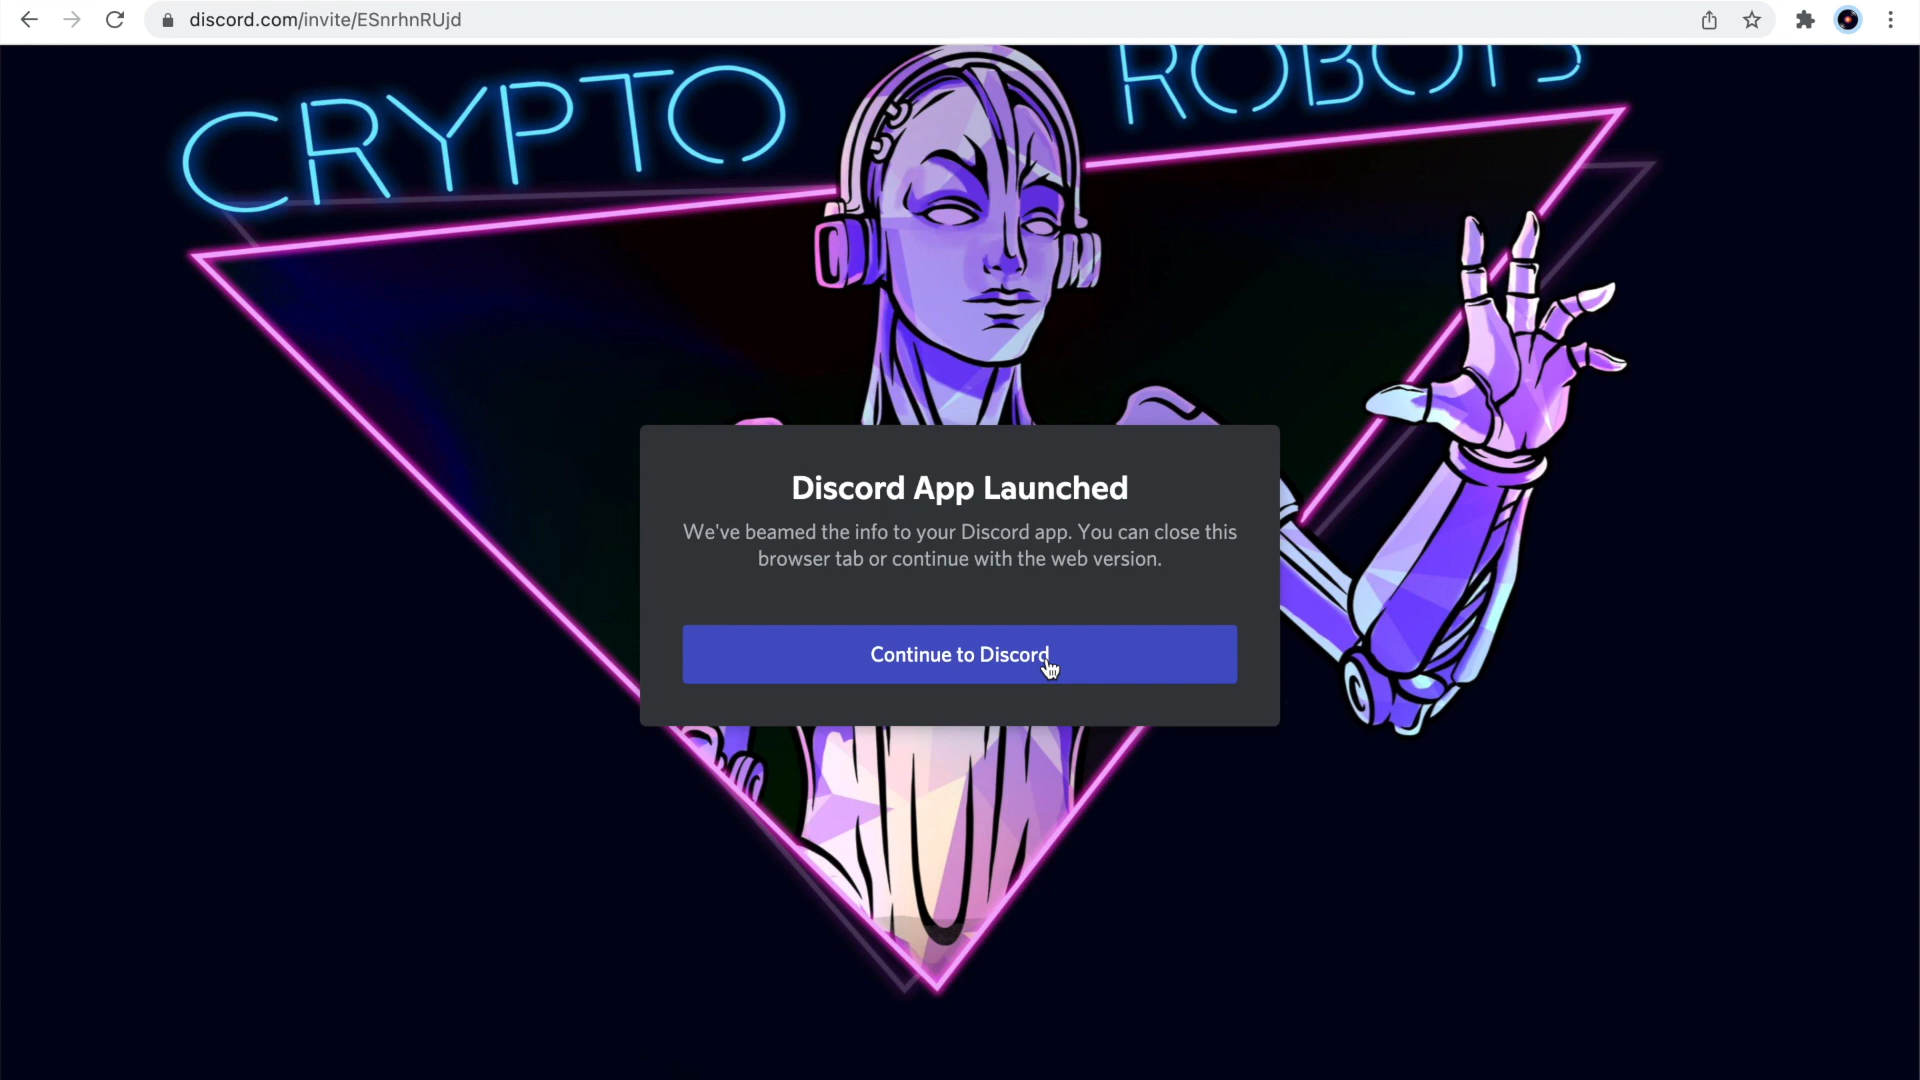 discord.com/invite/ESnrhnRUjd
CRYPTO ROBOTS
Discord App Launched
We've beamed the info to your Discord app. You can close this
browser tab or continue with the web version.
Continue to Discord